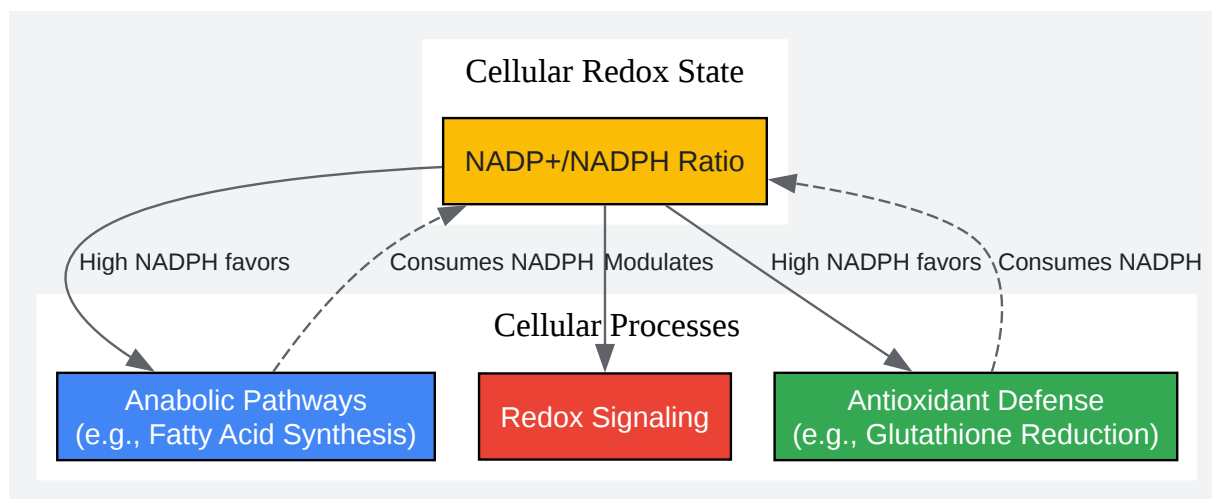 Cellular Redox State
NADP+/NADPH Ratio
High NADPH favors
Consumes NADPH
Modulates
High NADPH favors
Consumes NADPH
Cellular Processes
Anabolic Pathways
(e.g., Fatty Acid Synthesis)
Redox Signaling
Antioxidant Defense
(e.g., Glutathione Reduction)